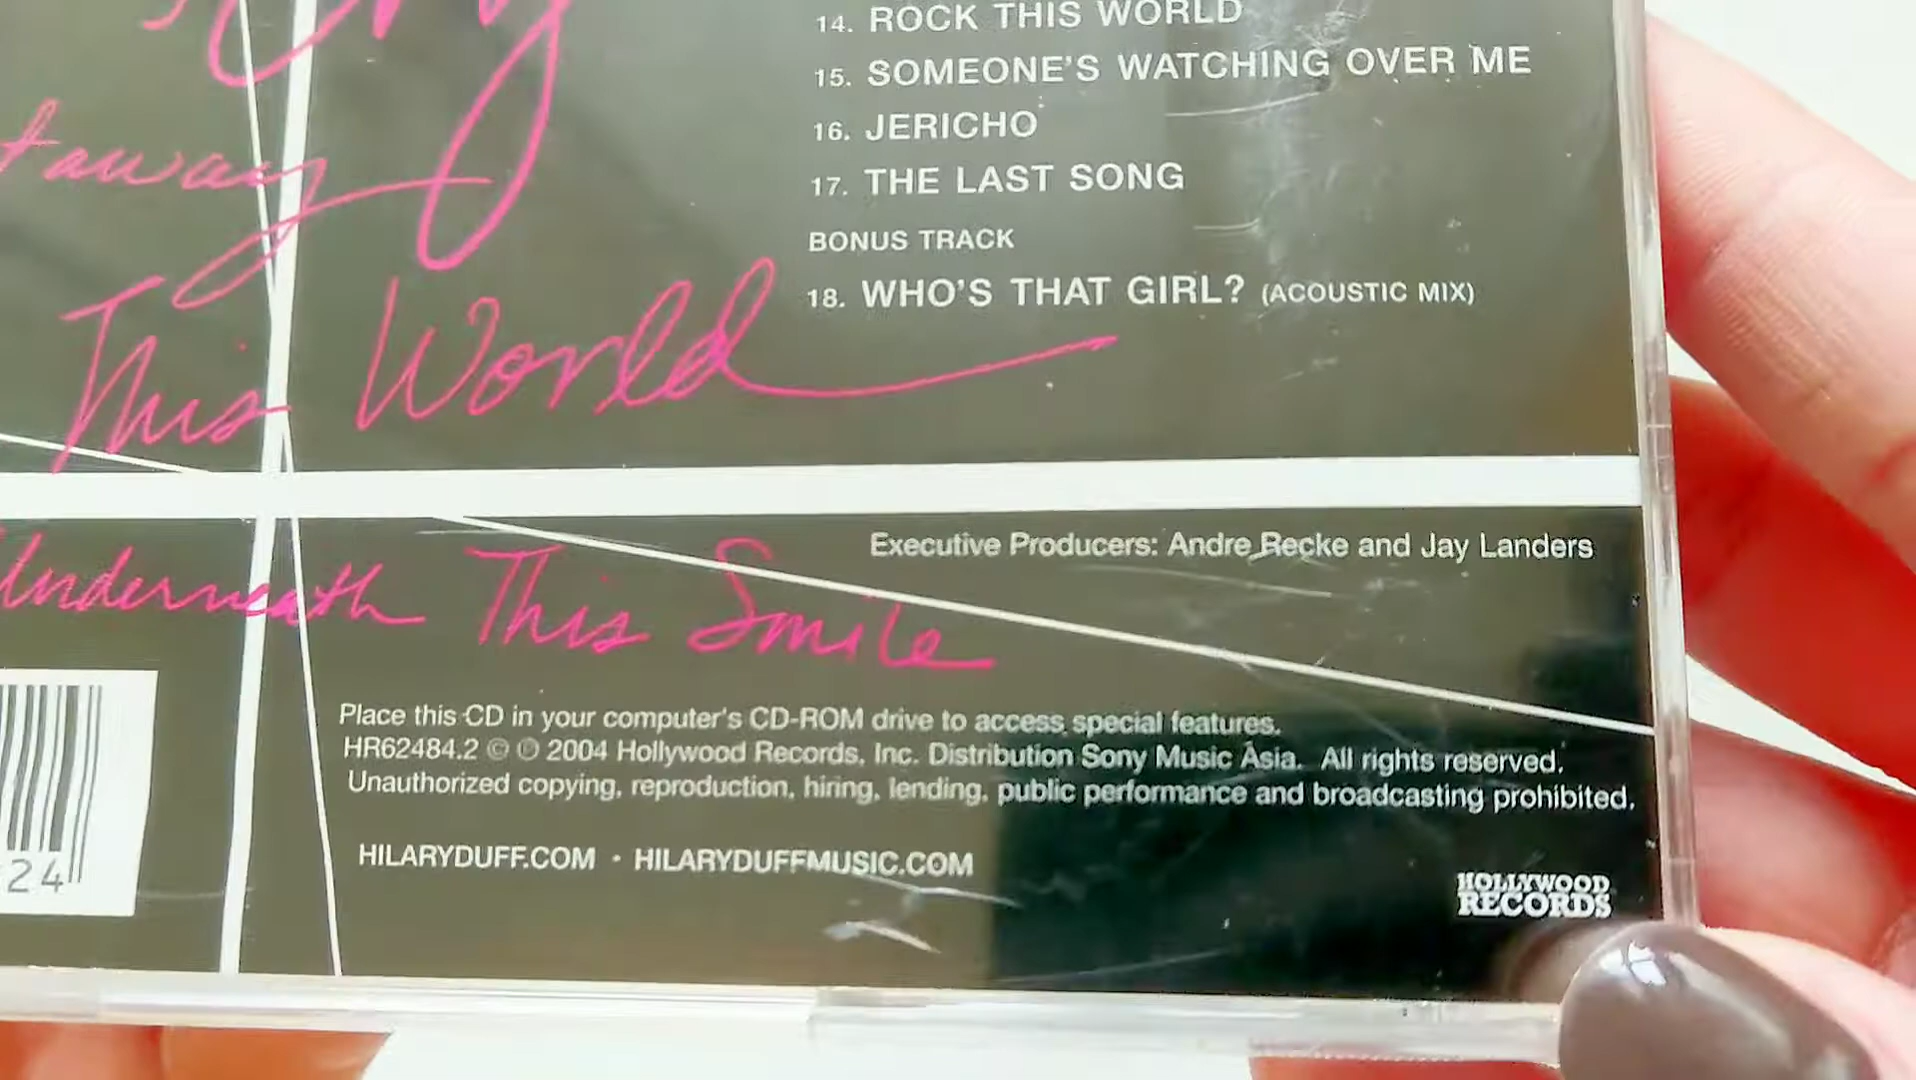 14. ROCK THIS WORLD
15. SOMEONE'S WATCHING OVER ME
16. JERICHO
17. THE LAST SONG
BONUS TRACK
18. WHO'S THAT GIRL? (ACOUSTIC MIX)
This World
Executive Producers: Andre Recke and Jay Landers
Underneath This Smile
Place this CD in your computer's CD-ROM drive to access special features.
HR62484.2 © ℗ 2004 Hollywood Records, Inc. Distribution Sony Music Asia. All rights reserved.
Unauthorized copying, reproduction, hiring, lending, public performance and broadcasting prohibited.
24
HILARYDUFF.COM · HILARYDUFFMUSIC.COM
HOLLYWOOD
RECORDS